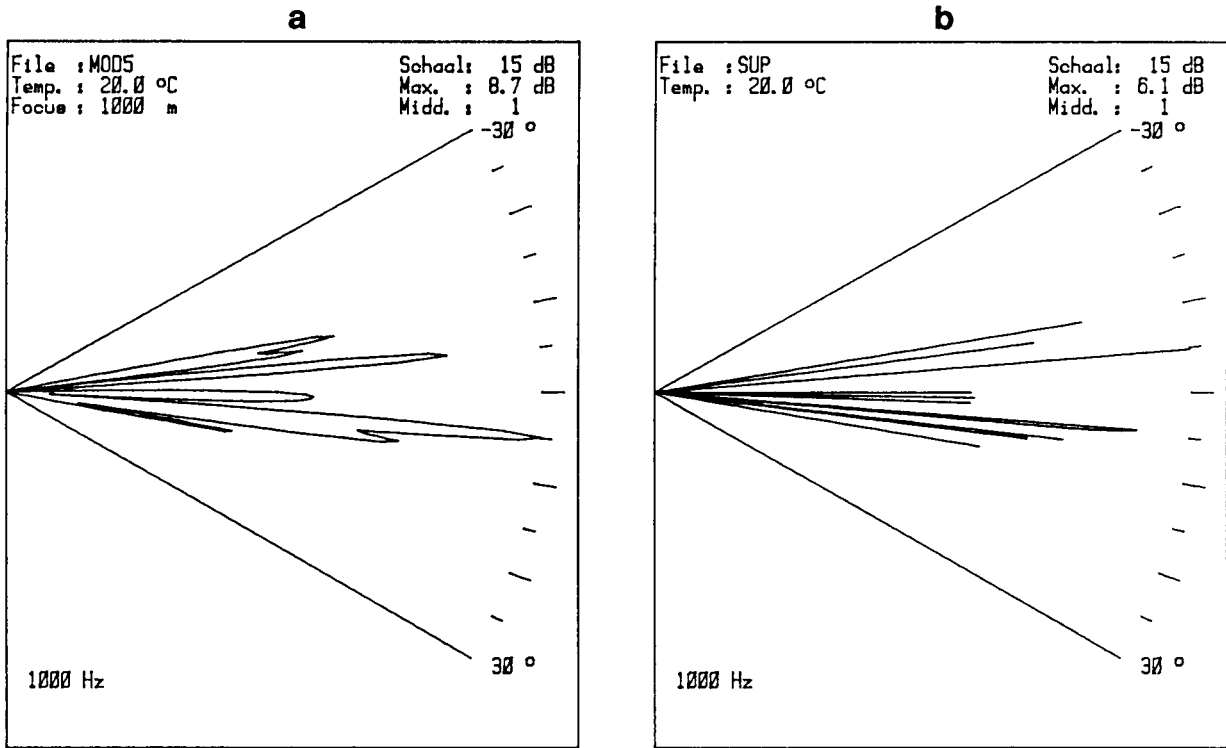 a
File :MOD5
Temp. : 20.0 ºC
Focus : 1000 m
Schaal: 15 dB
Max. : 8.7 dB
Midd. : 1
-30 º
30 º
1000 Hz
b
File :SUP
Temp. : 20.0 ºC
Schaal: 15 dB
Max. : 6.1 dB
Midd. : 1
-30 º
30 º
1000 Hz